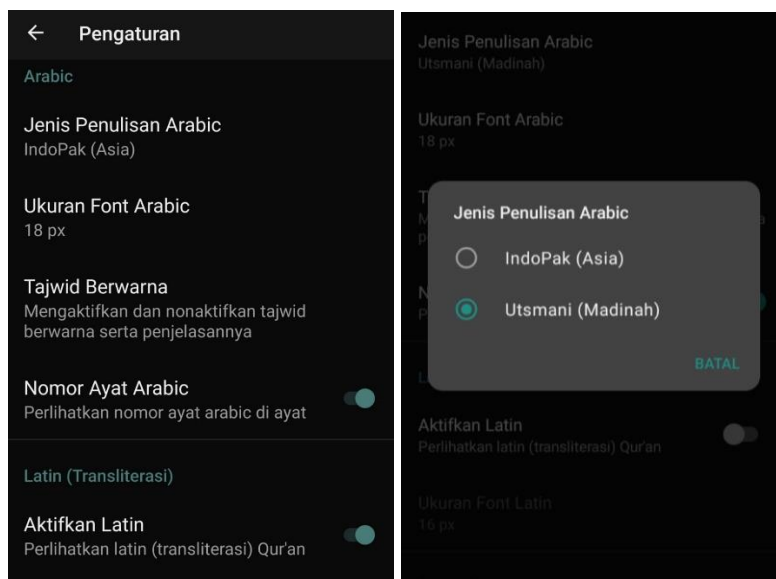 Pengaturan
Arabic
Jenis Penulisan Arabic
IndoPak (Asia)
Ukuran Font Arabic
18 px
Tajwid Berwarna
Mengaktifkan dan nonaktifkan tajwid
berwarna serta penjelasannya
Nomor Ayat Arabic
Perlihatkan nomor ayat arabic di ayat
Latin (Transliterasi)
Aktifkan Latin
Perlihatkan latin (transliterasi) Qur'an
Jenis Penulisan Arabic
Utsmani (Madinah)
Ukuran Font Arabic
18 px
Jenis Penulisan Arabic
IndoPak (Asia)
Utsmani (Madinah)
BATAL
Aktifkan Latin
Perlihatkan latin (transliterasi) Qur'an
Ukuran Font Latin
16 px